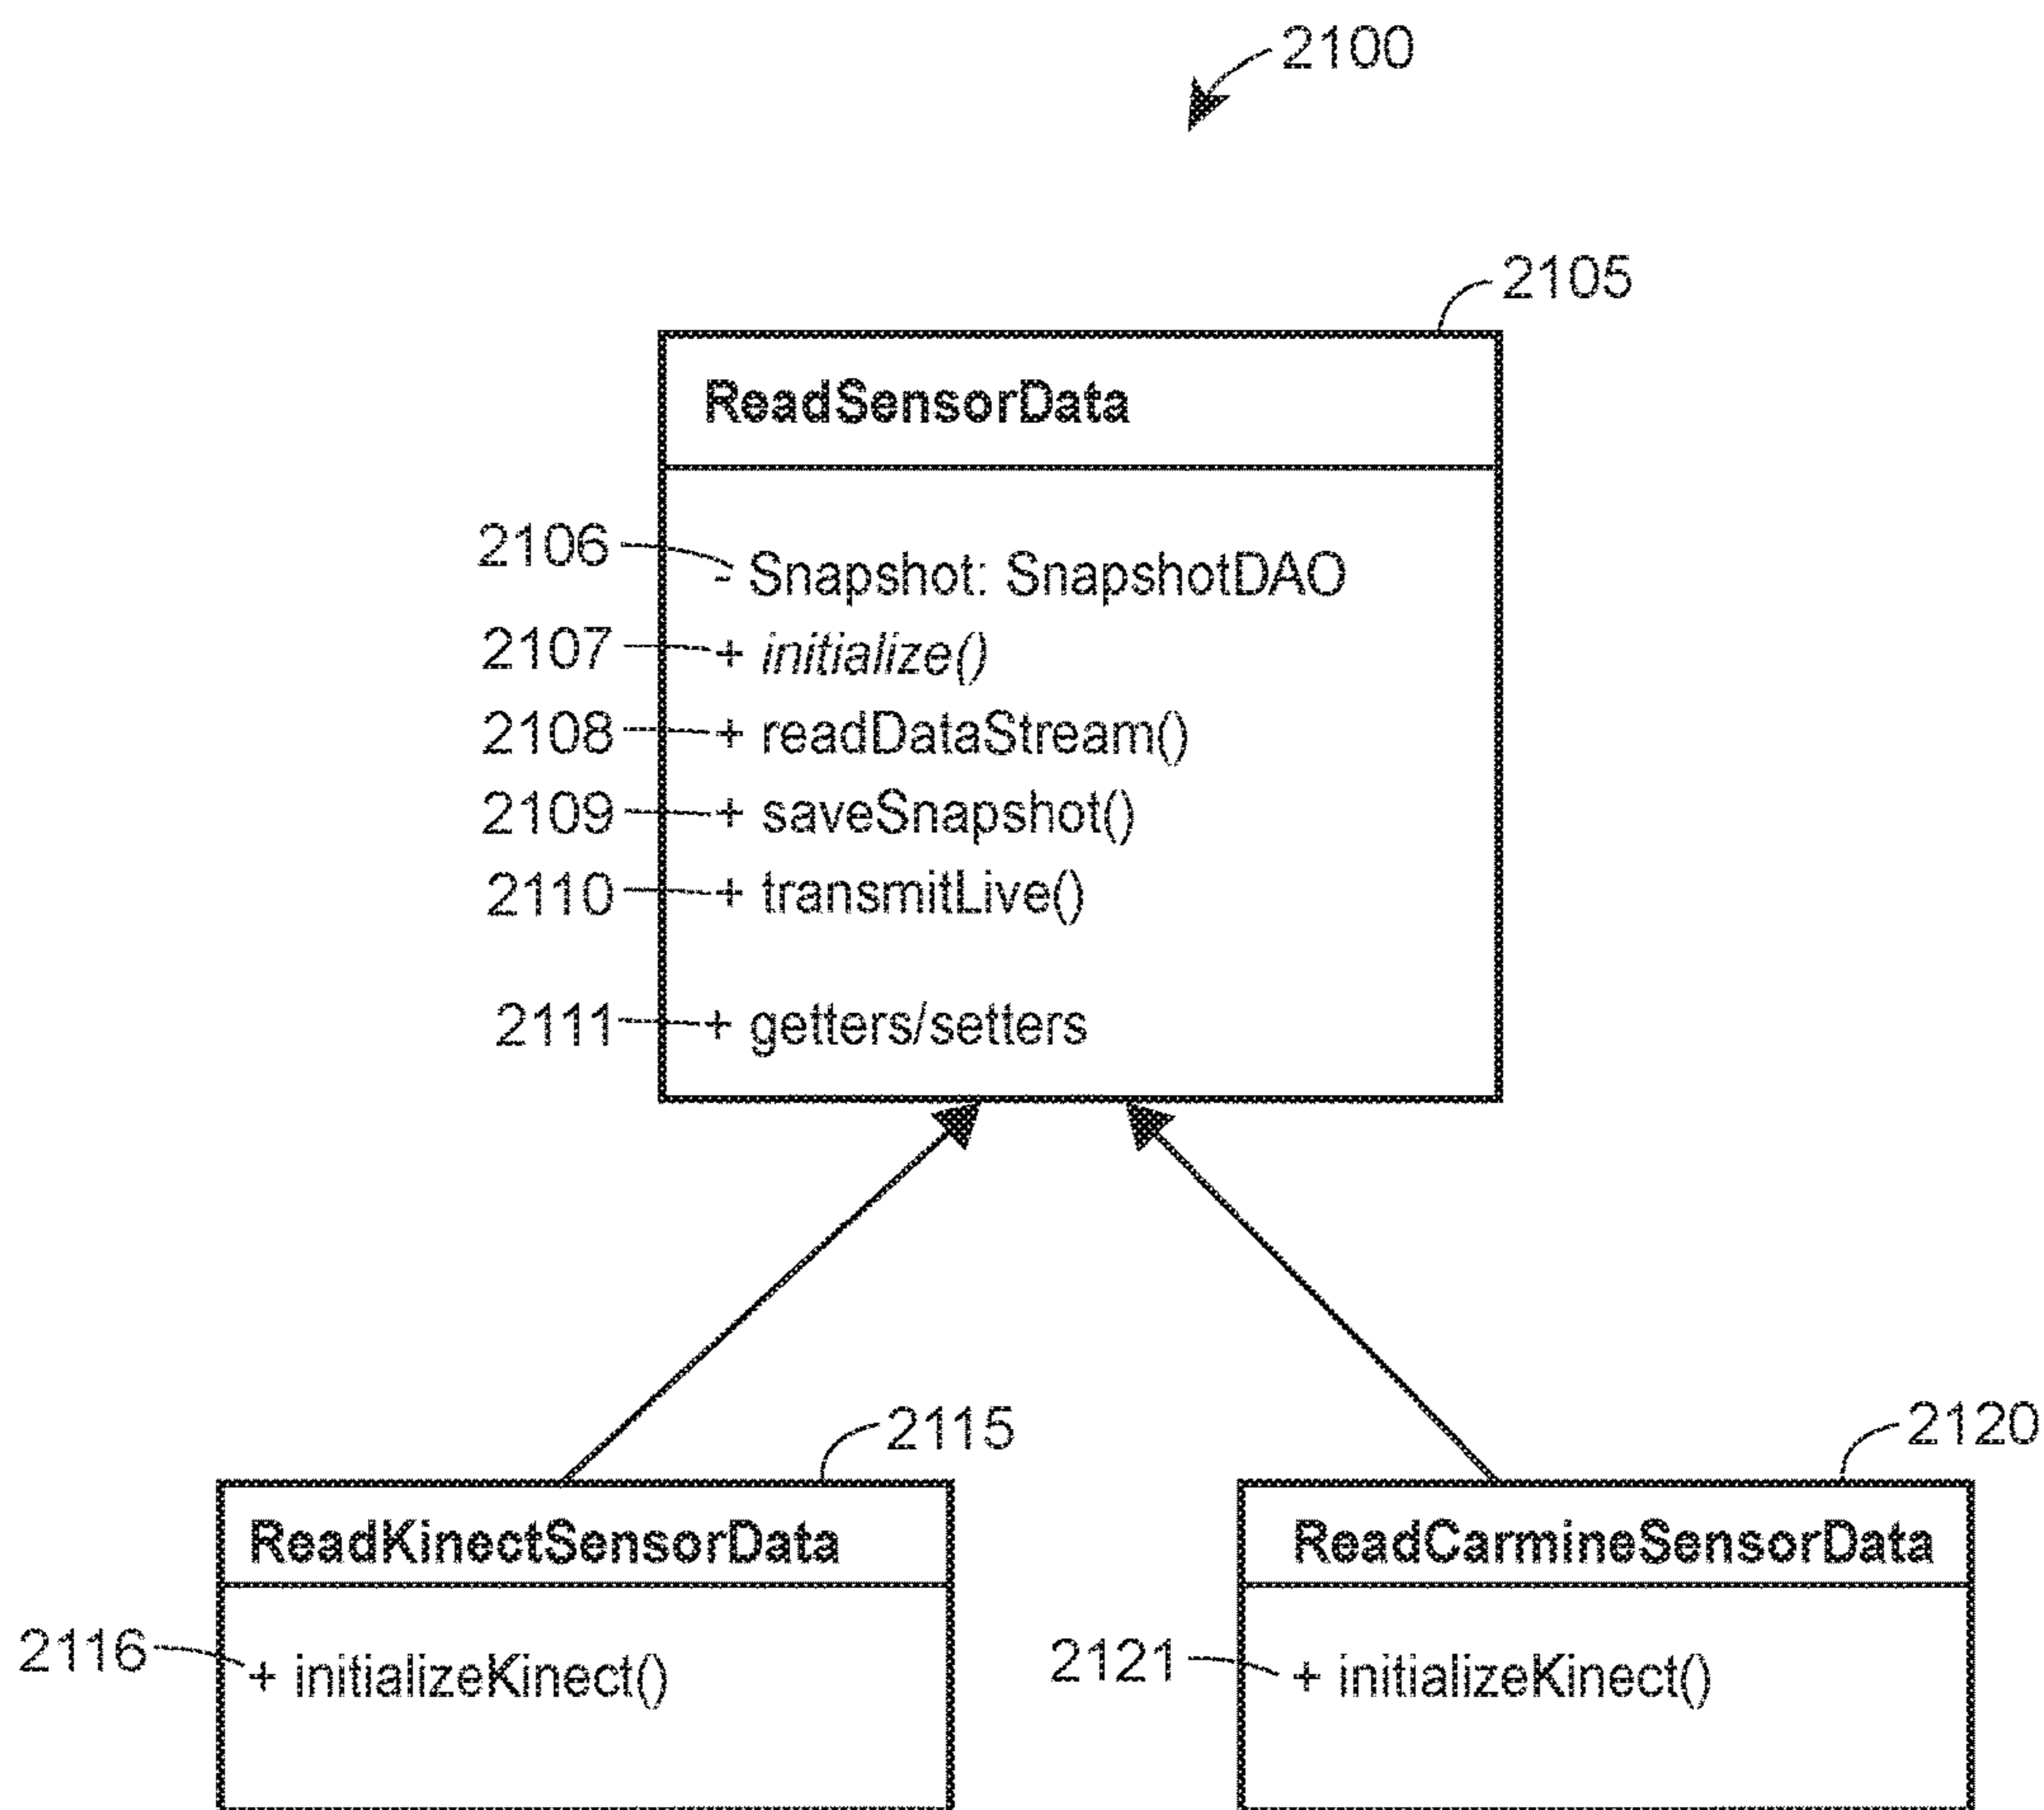 2100
2105
ReadSensorData
2106 - Snapshot: SnapshotDAO
2107 + initialize()
2108 + readDataStream()
2109 + saveSnapshot()
2110 + transmitLive()
2111 + getters/setters
2115
2120
ReadKinectSensorData
ReadCarmineSensorData
2116 + initializeKinect()
2121 + initializeKinect()